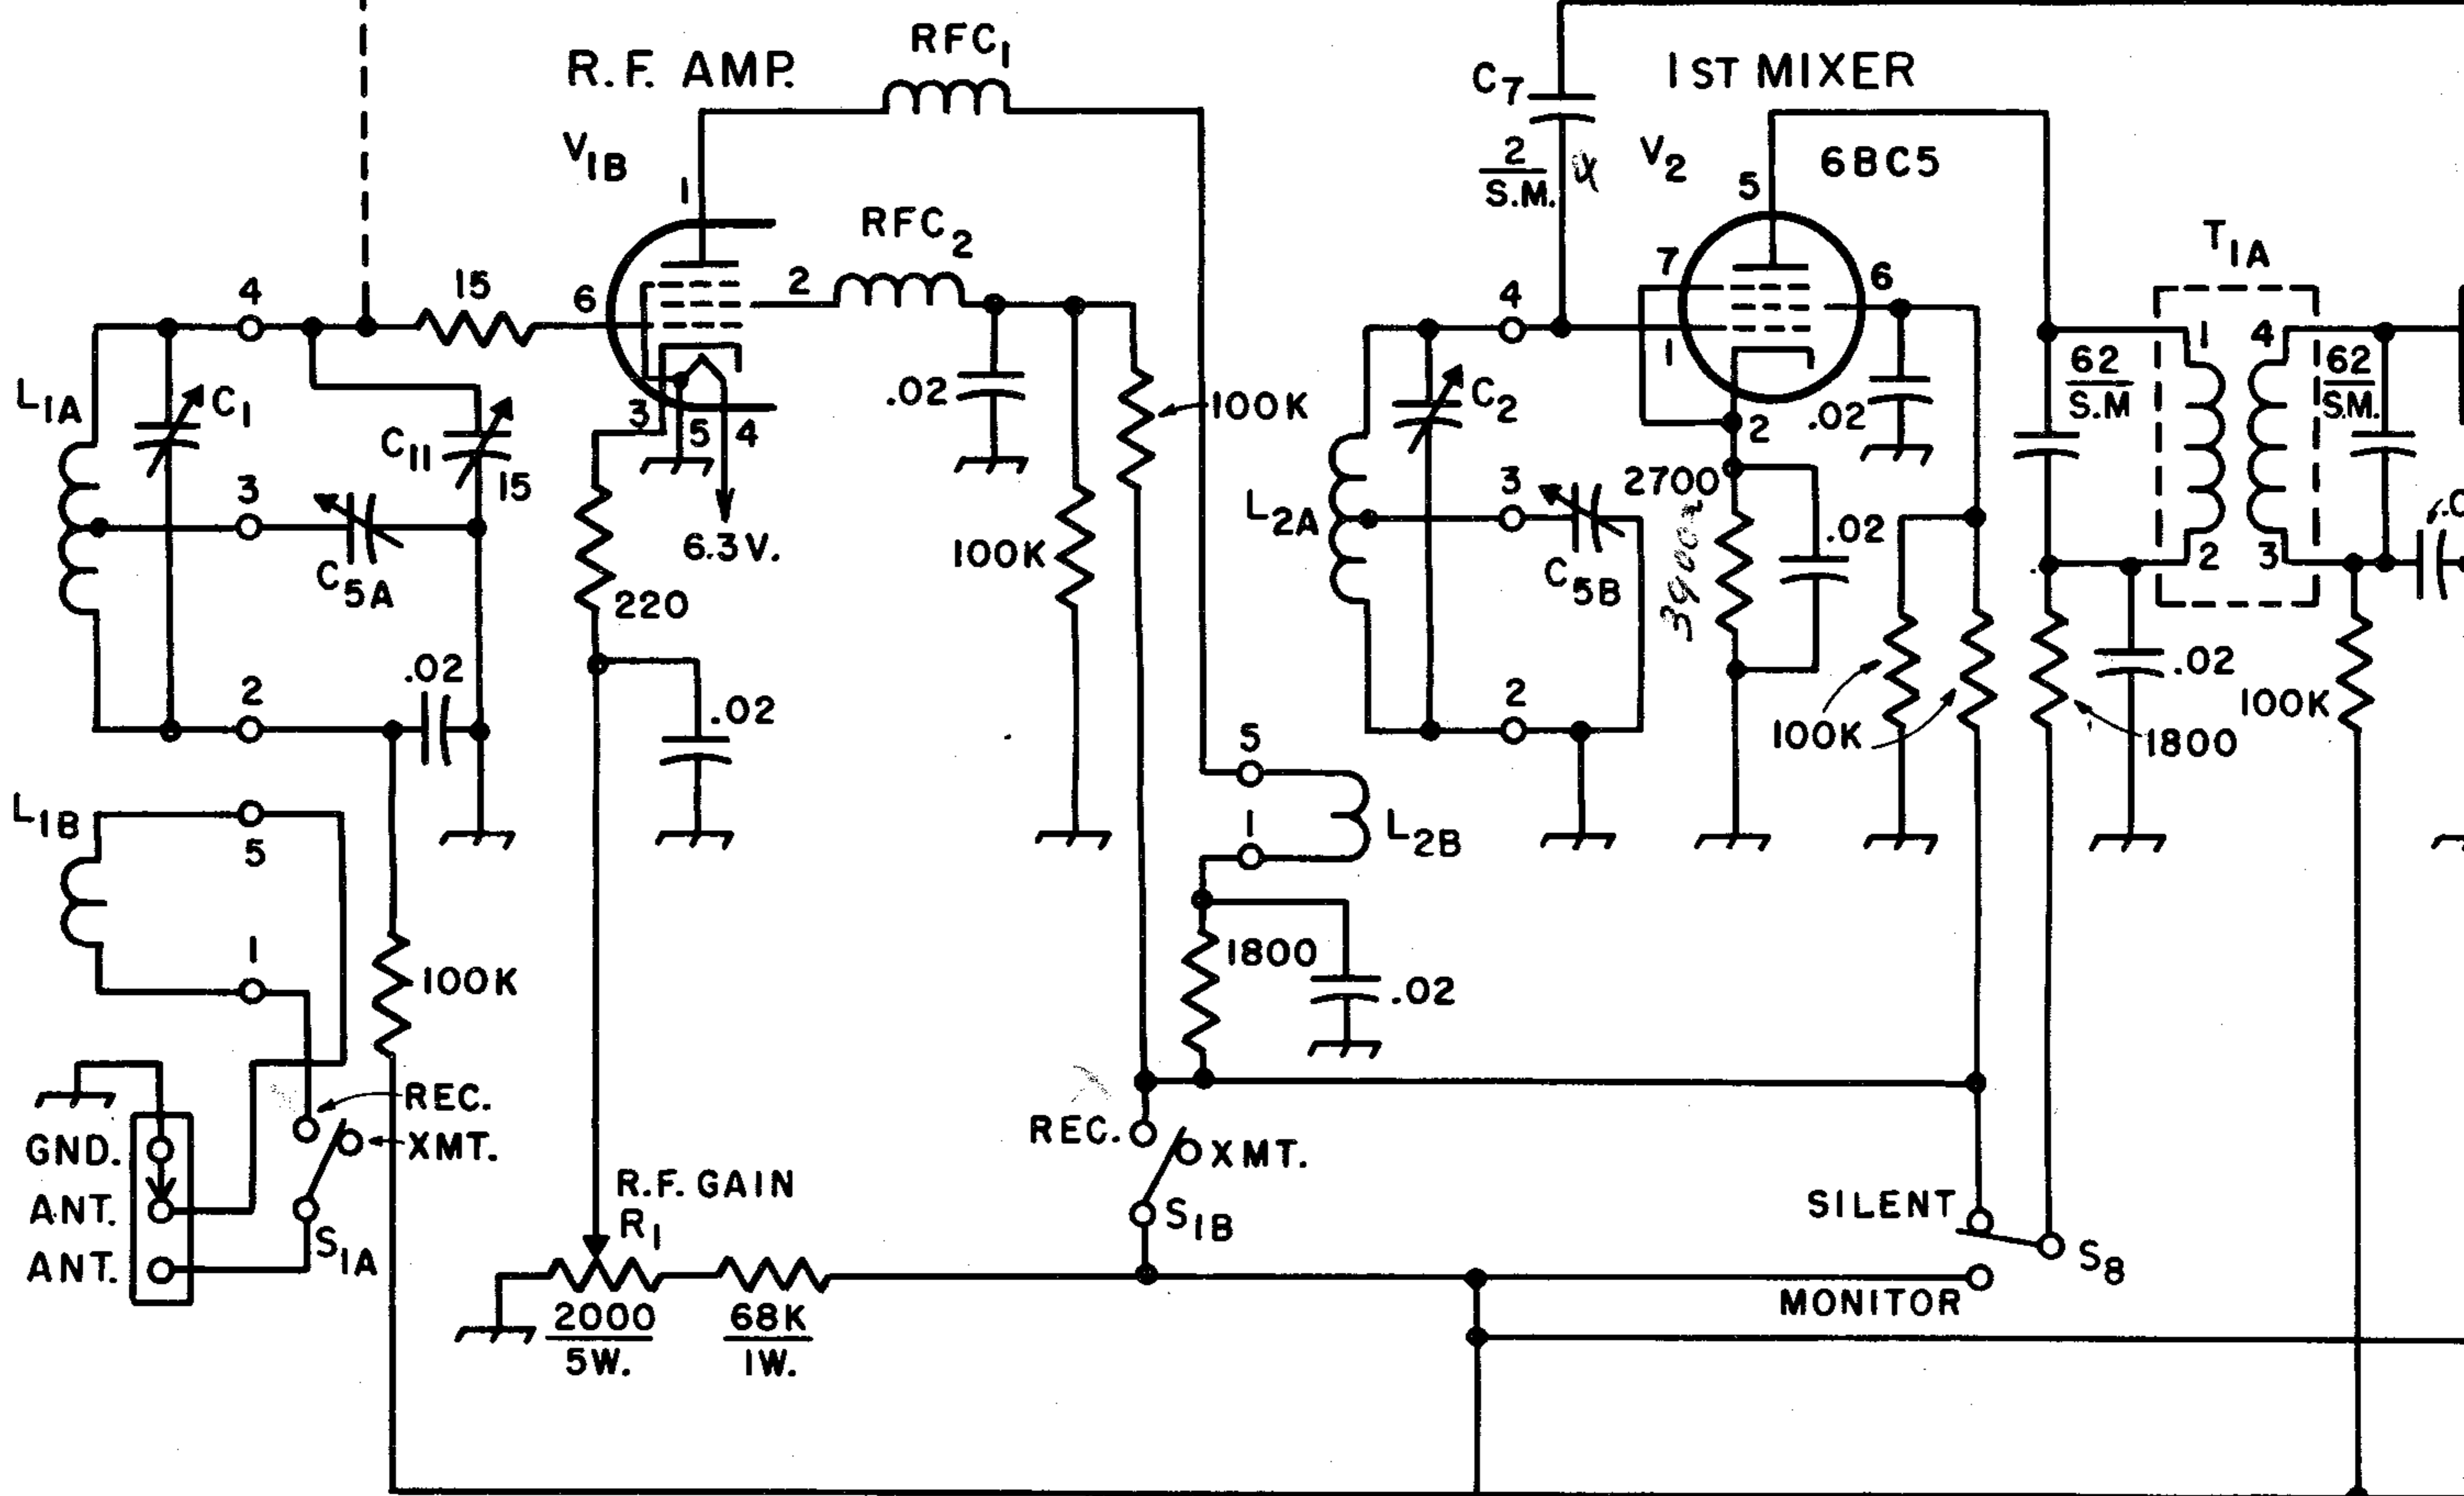 RFC1
R.F. AMP.
1ST MIXER
C7
V1B
2
S.M.
V2
6BC5
1
5
RFC2
T1A
7
6
4
15
6
2
4
1
4
62
S.M
62
S.M.
L1A
C1
C11
15
3
5
4
.02
100K
C2
2
.02
3
L2A
3
2700
3900
.02
6.3V.
C5A
100K
C5B
2
3
220
2
.02
.02
2
100K
.02
100K
1800
5
L1B
5
1
L2B
1
100K
1800
.02
REC.
XMT.
GND.
ANT.
ANT.
S1A
REC.
XMT.
S1B
R.F. GAIN
R1
2000
5W.
68K
1W.
SILENT
MONITOR
S8